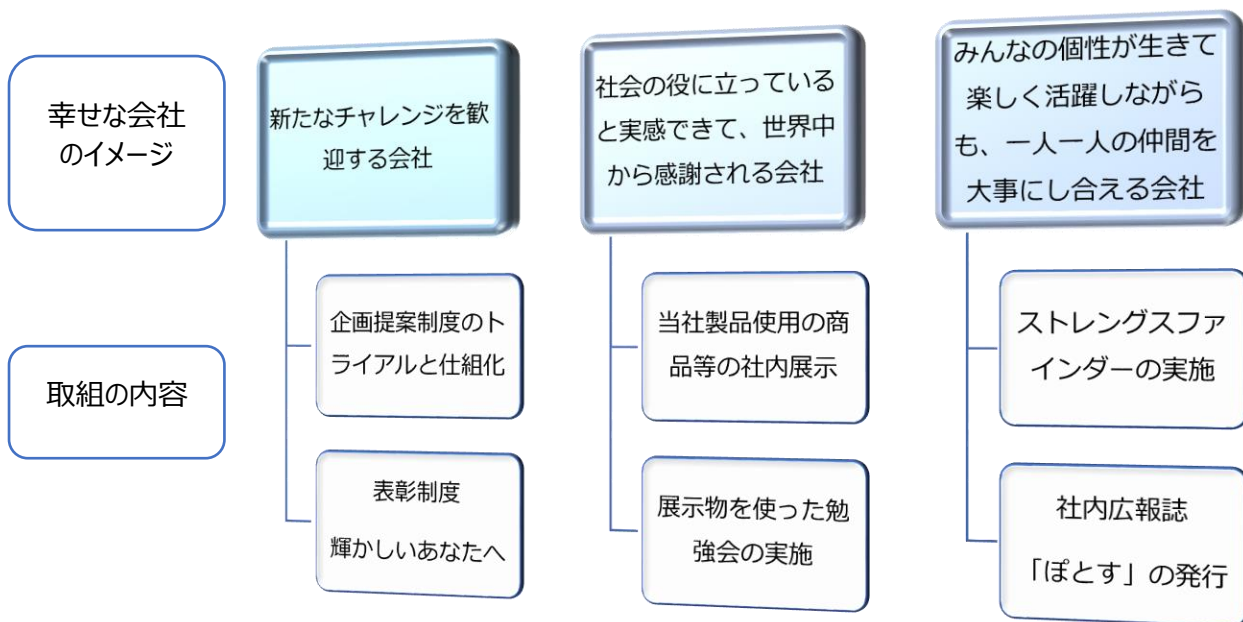 幸せな会社
のイメージ
新たなチャレンジを歓
迎する会社
社会の役に立っている
と実感できて、世界中
から感謝される会社
みんなの個性が生きて
楽しく活躍しながら
も、一人一人の仲間を
大事にし合える会社
取組の内容
企画提案制度のト
ライアルと仕組化
当社製品使用の商
品等の社内展示
ストレングスファ
インダーの実施
表彰制度
輝かしいあなたへ
展示物を使った勉
強会の実施
社内広報誌
「ぽとす」の発行